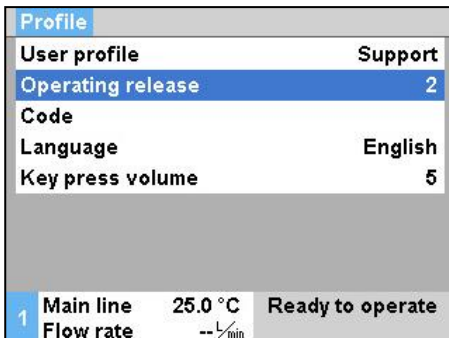 Profile
User profile Support
Operating release 2
Code
Language English
Key press volume 5
1 Main line 25.0 °C Ready to operate
Flow rate -- L/min